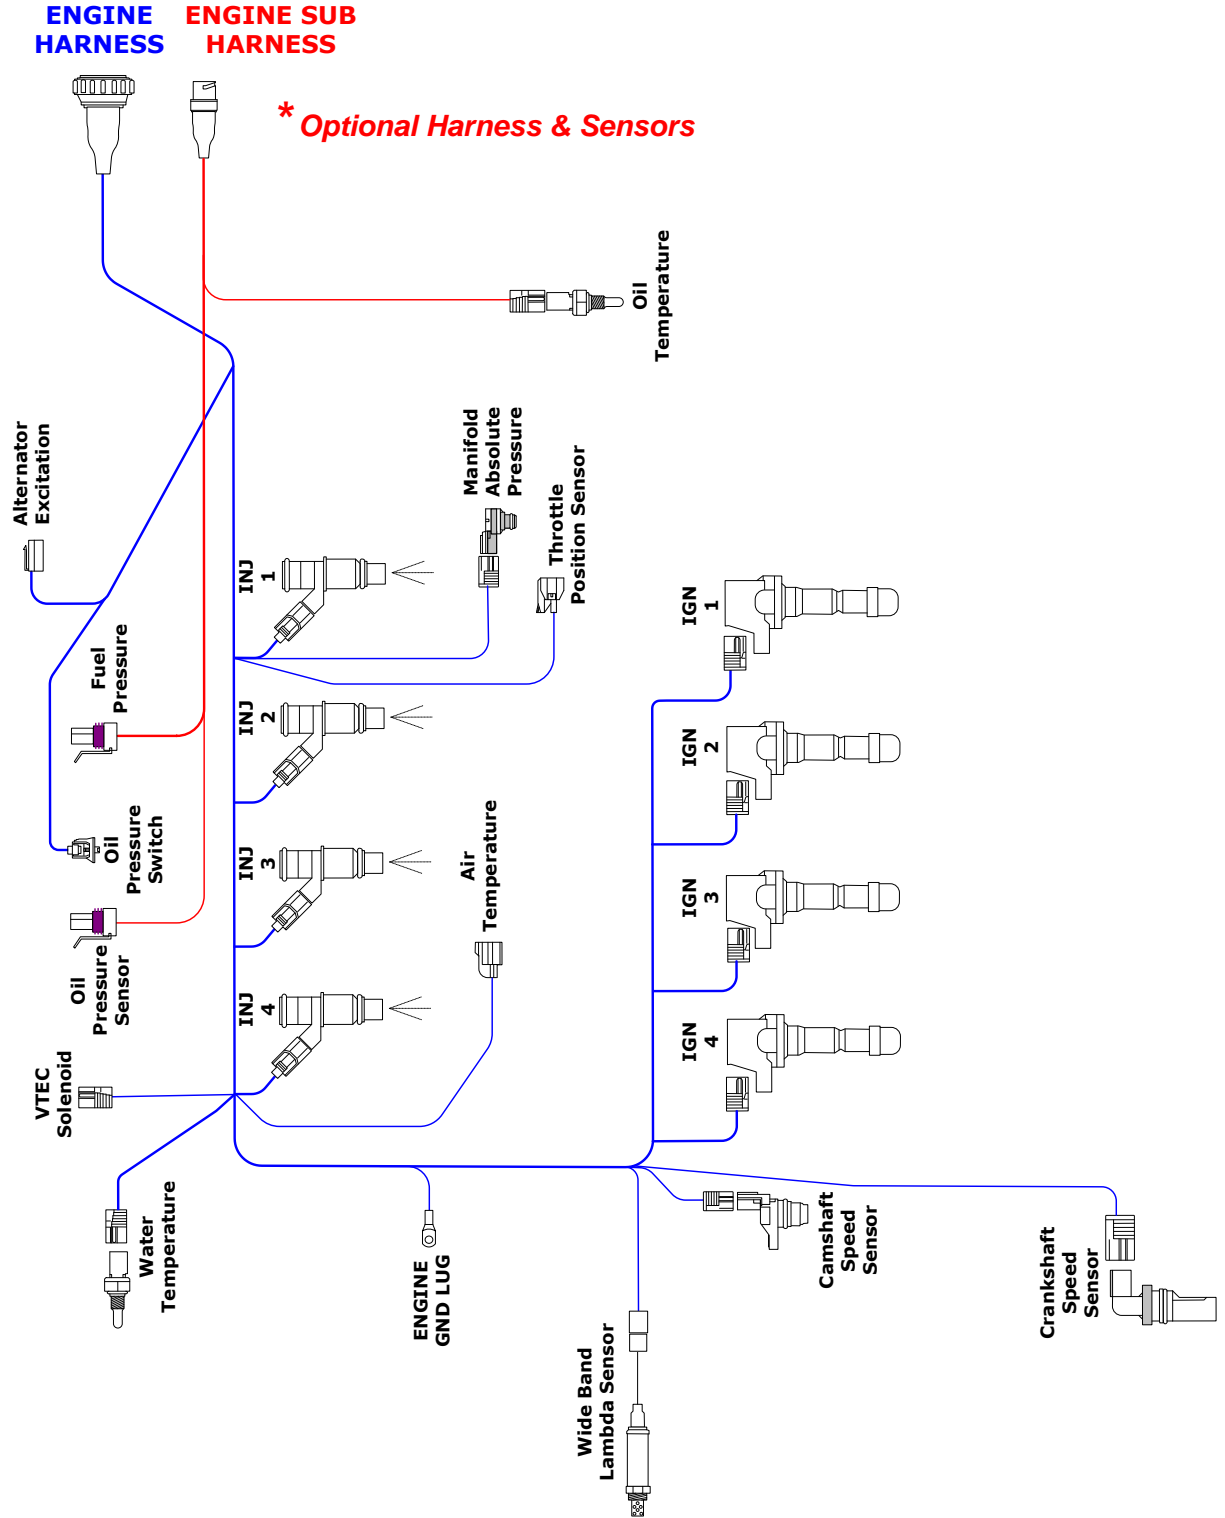 ENGINE
HARNESS
ENGINE SUB
HARNESS
* Optional Harness & Sensors
Oil
Temperature
Alternator
Excitation
Manifold
Absolute
Pressure
Throttle
Position Sensor
INJ
1
Fuel
Pressure
IGN
1
INJ
2
IGN
2
Oil
Pressure
Switch
INJ
3
Air
Temperature
IGN
3
Oil
Pressure
Sensor
INJ
4
IGN
4
VTEC
Solenoid
Water
Temperature
ENGINE
GND LUG
Camshaft
Speed
Sensor
Crankshaft
Speed
Sensor
Wide Band
Lambda Sensor